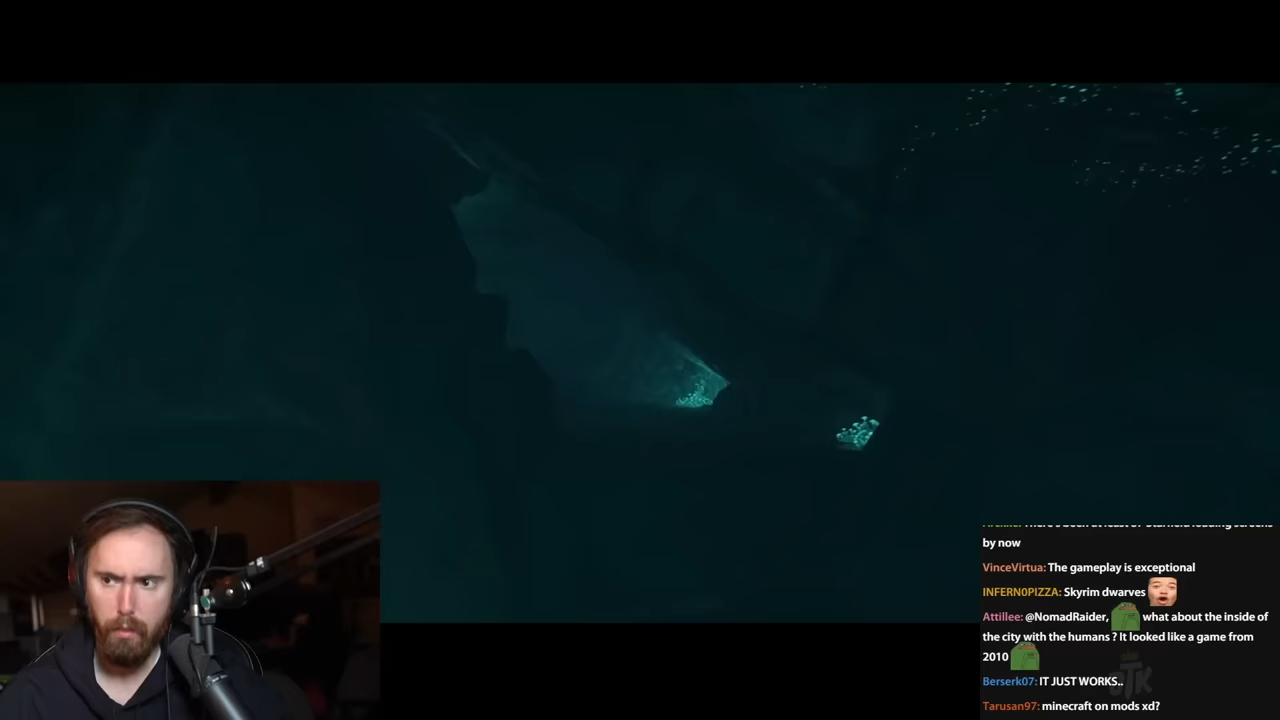 by now
VinceVirtua: The gameplay is exceptional
INFERN0PIZZA: Skyrim dwarves
Attillee: @NomadRaider, what about the inside of
the city with the humans ? It looked like a game from
2010
Berserk07: IT JUST WORKS..
Tarusan97: minecraft on mods xd?